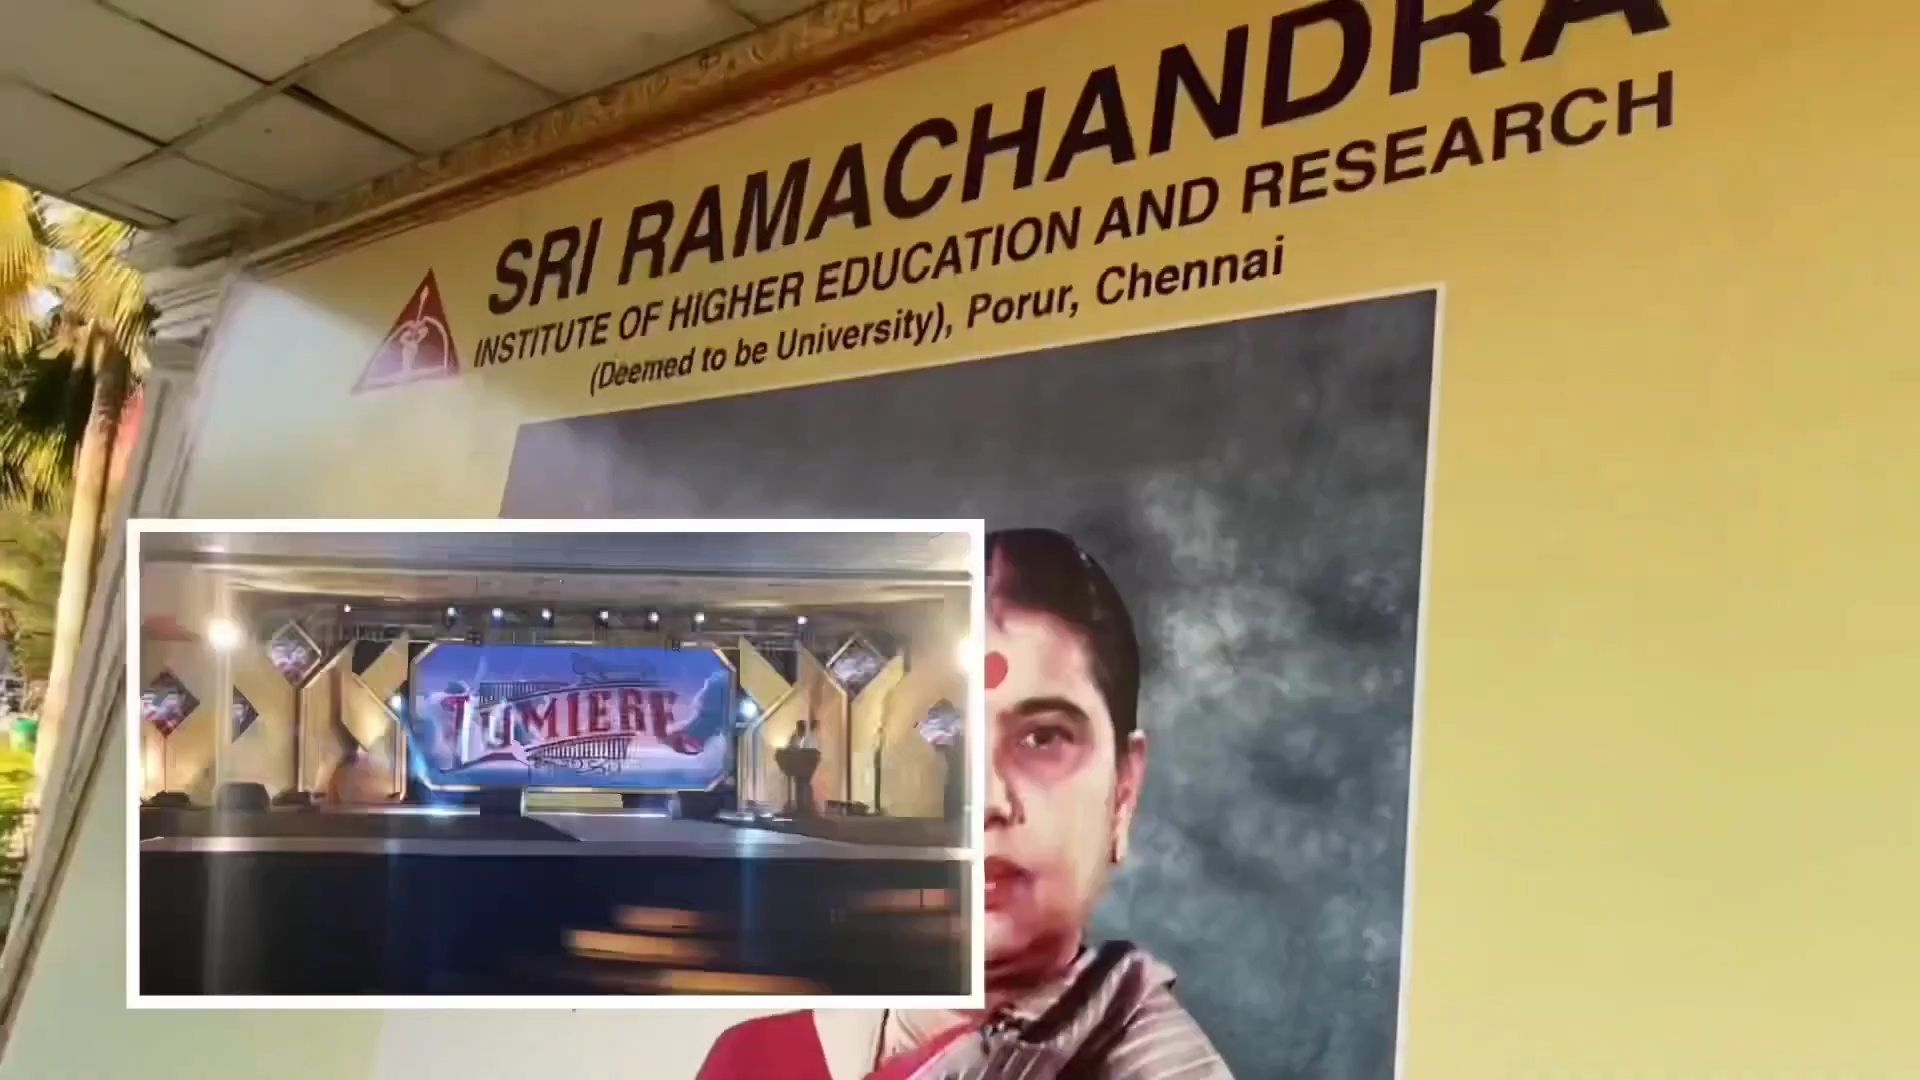 SRI RAMACHANDRA
INSTITUTE OF HIGHER EDUCATION AND RESEARCH
(Deemed to be University), Porur, Chennai
LUMIERE